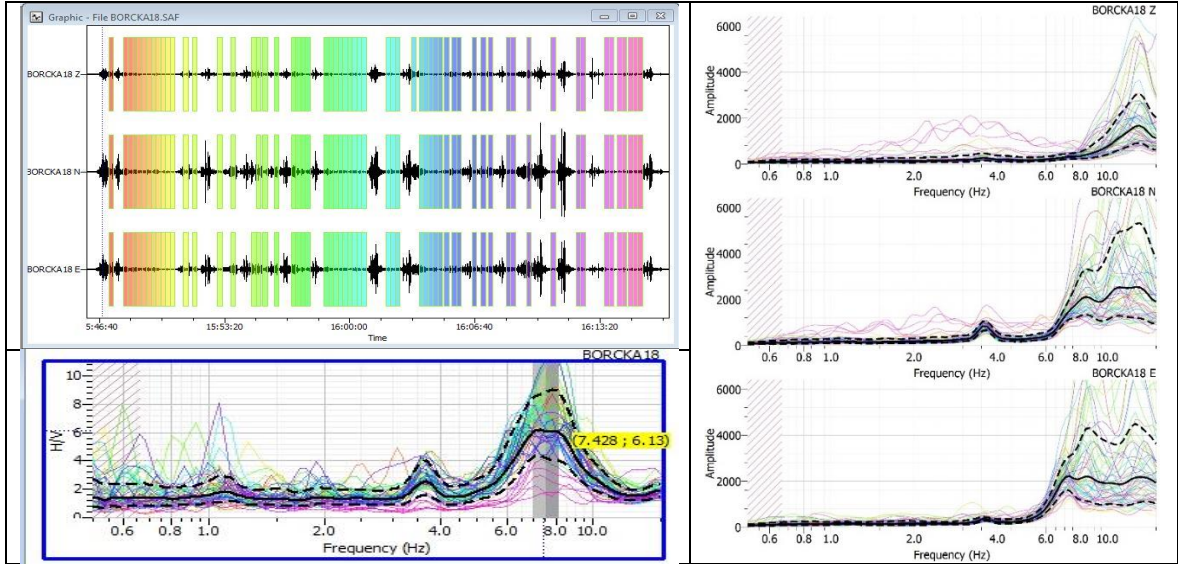 Graphic - File BORCKA18.SAF
BORCKA18 Z
BORCKA18 N
BORCKA18 E
5:46:40 15:53:20 16:00:00 16:06:40 16:13:20
Time
BORCKA18
10
8
6
4
2
0
H/V
(7.428 ; 6.13)
0.6 0.8 1.0 2.0 4.0 6.0 8.0 10.0
Frequency (Hz)
BORCKA18 Z
6000
4000
2000
0
Amplitude
0.6 0.8 1.0 2.0 4.0 6.0 8.0 10.0
Frequency (Hz)
BORCKA18 N
6000
4000
2000
0
Amplitude
0.6 0.8 1.0 2.0 4.0 6.0 8.0 10.0
Frequency (Hz)
BORCKA18 E
6000
4000
2000
0
Amplitude
0.6 0.8 1.0 2.0 4.0 6.0 8.0 10.0
Frequency (Hz)